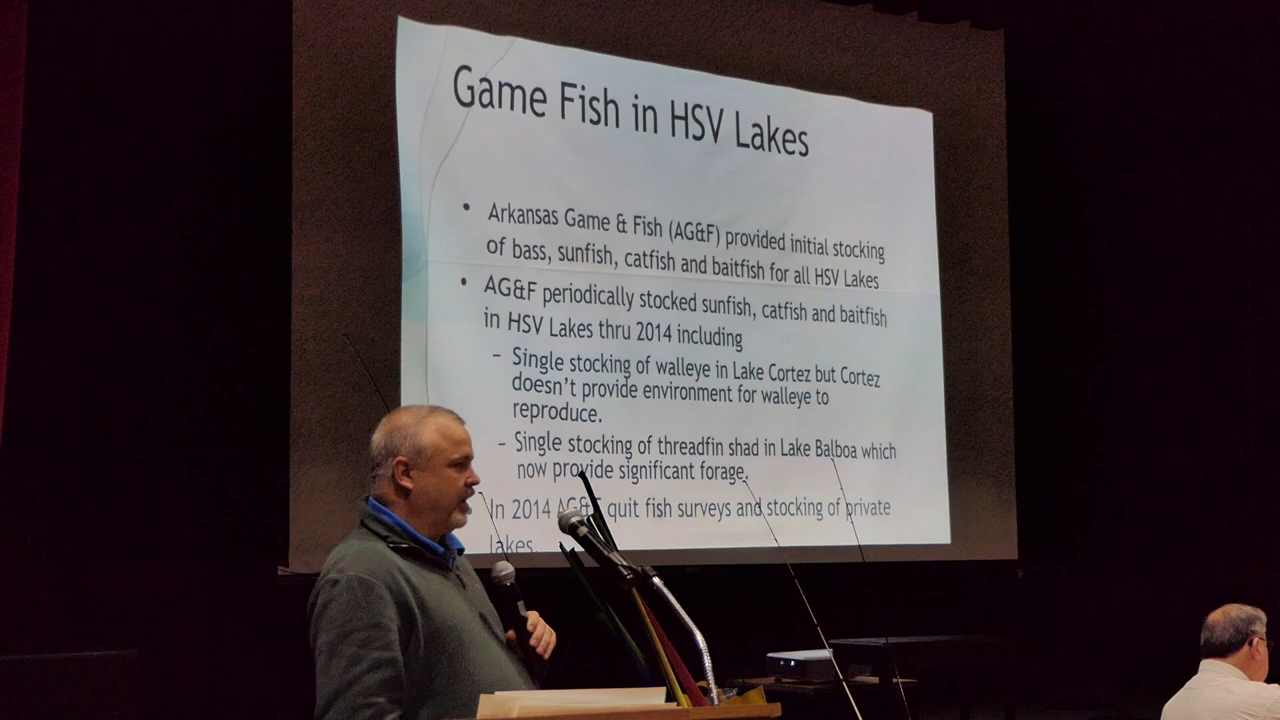 Game Fish in HSV Lakes
• Arkansas Game & Fish (AG&F) provided initial stocking
of bass, sunfish, catfish and baitfish for all HSV Lakes
• AG&F periodically stocked sunfish, catfish and baitfish
in HSV Lakes thru 2014 including
– Single stocking of walleye in Lake Cortez but Cortez
doesn't provide environment for walleye to
reproduce.
– Single stocking of threadfin shad in Lake Balboa which
now provide significant forage.
In 2014 AG&F quit fish surveys and stocking of private
lakes.